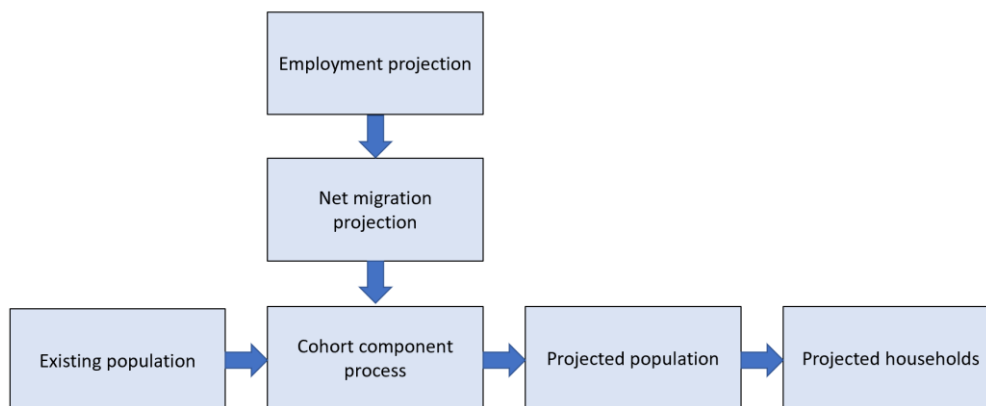 Employment projection
Net migration
projection
Existing population
Cohort component
process
Projected population
Projected households